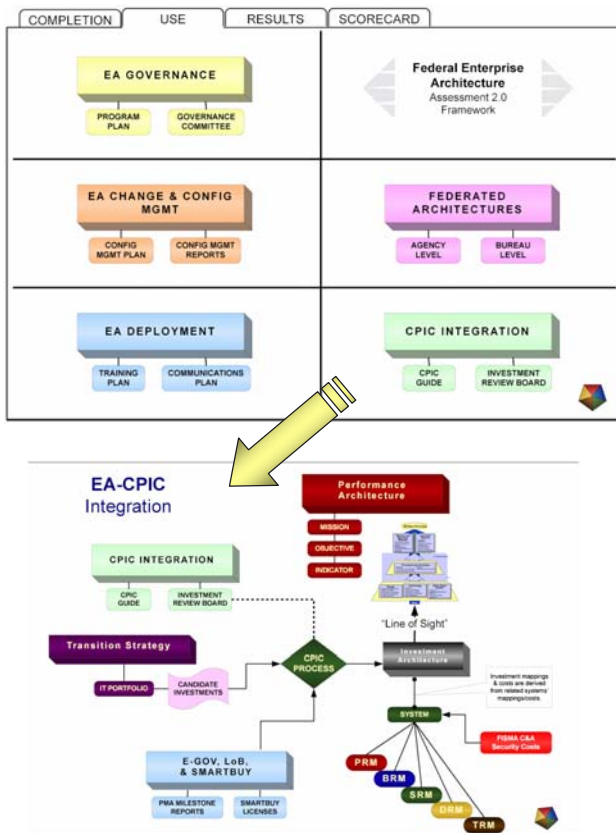 COMPLETION
USE
RESULTS
SCORECARD
EA GOVERNANCE
PROGRAM
PLAN
GOVERNANCE
COMMITTEE
Federal Enterprise
Architecture
Assessment 2.0
Framework
EA CHANGE & CONFIG
MGMT
CONFIG
MGMT PLAN
CONFIG MGMT
REPORTS
FEDERATED
ARCHITECTURES
AGENCY
LEVEL
BUREAU
LEVEL
EA DEPLOYMENT
TRAINING
PLAN
COMMUNICATIONS
PLAN
CPIC INTEGRATION
CPIC
GUIDE
INVESTMENT
REVIEW BOARD
EA-CPIC
Integration
Performance
Architecture
MISSION
OBJECTIVE
INDICATOR
CPIC INTEGRATION
CPIC
GUIDE
INVESTMENT
REVIEW BOARD
"Line of Sight"
Transition Strategy
IT PORTFOLIO
CANDIDATE
INVESTMENTS
CPIC
PROCESS
Investment
Architecture
Investment mappings
& costs are derived
from related systems'
mappings/costs.
SYSTEM
FISMA C&A
Security Costs
E-GOV, LoB,
& SMARTBUY
PMA MILESTONE
REPORTS
SMARTBUY
LICENSES
PRM
BRM
SRM
DRM
TRM